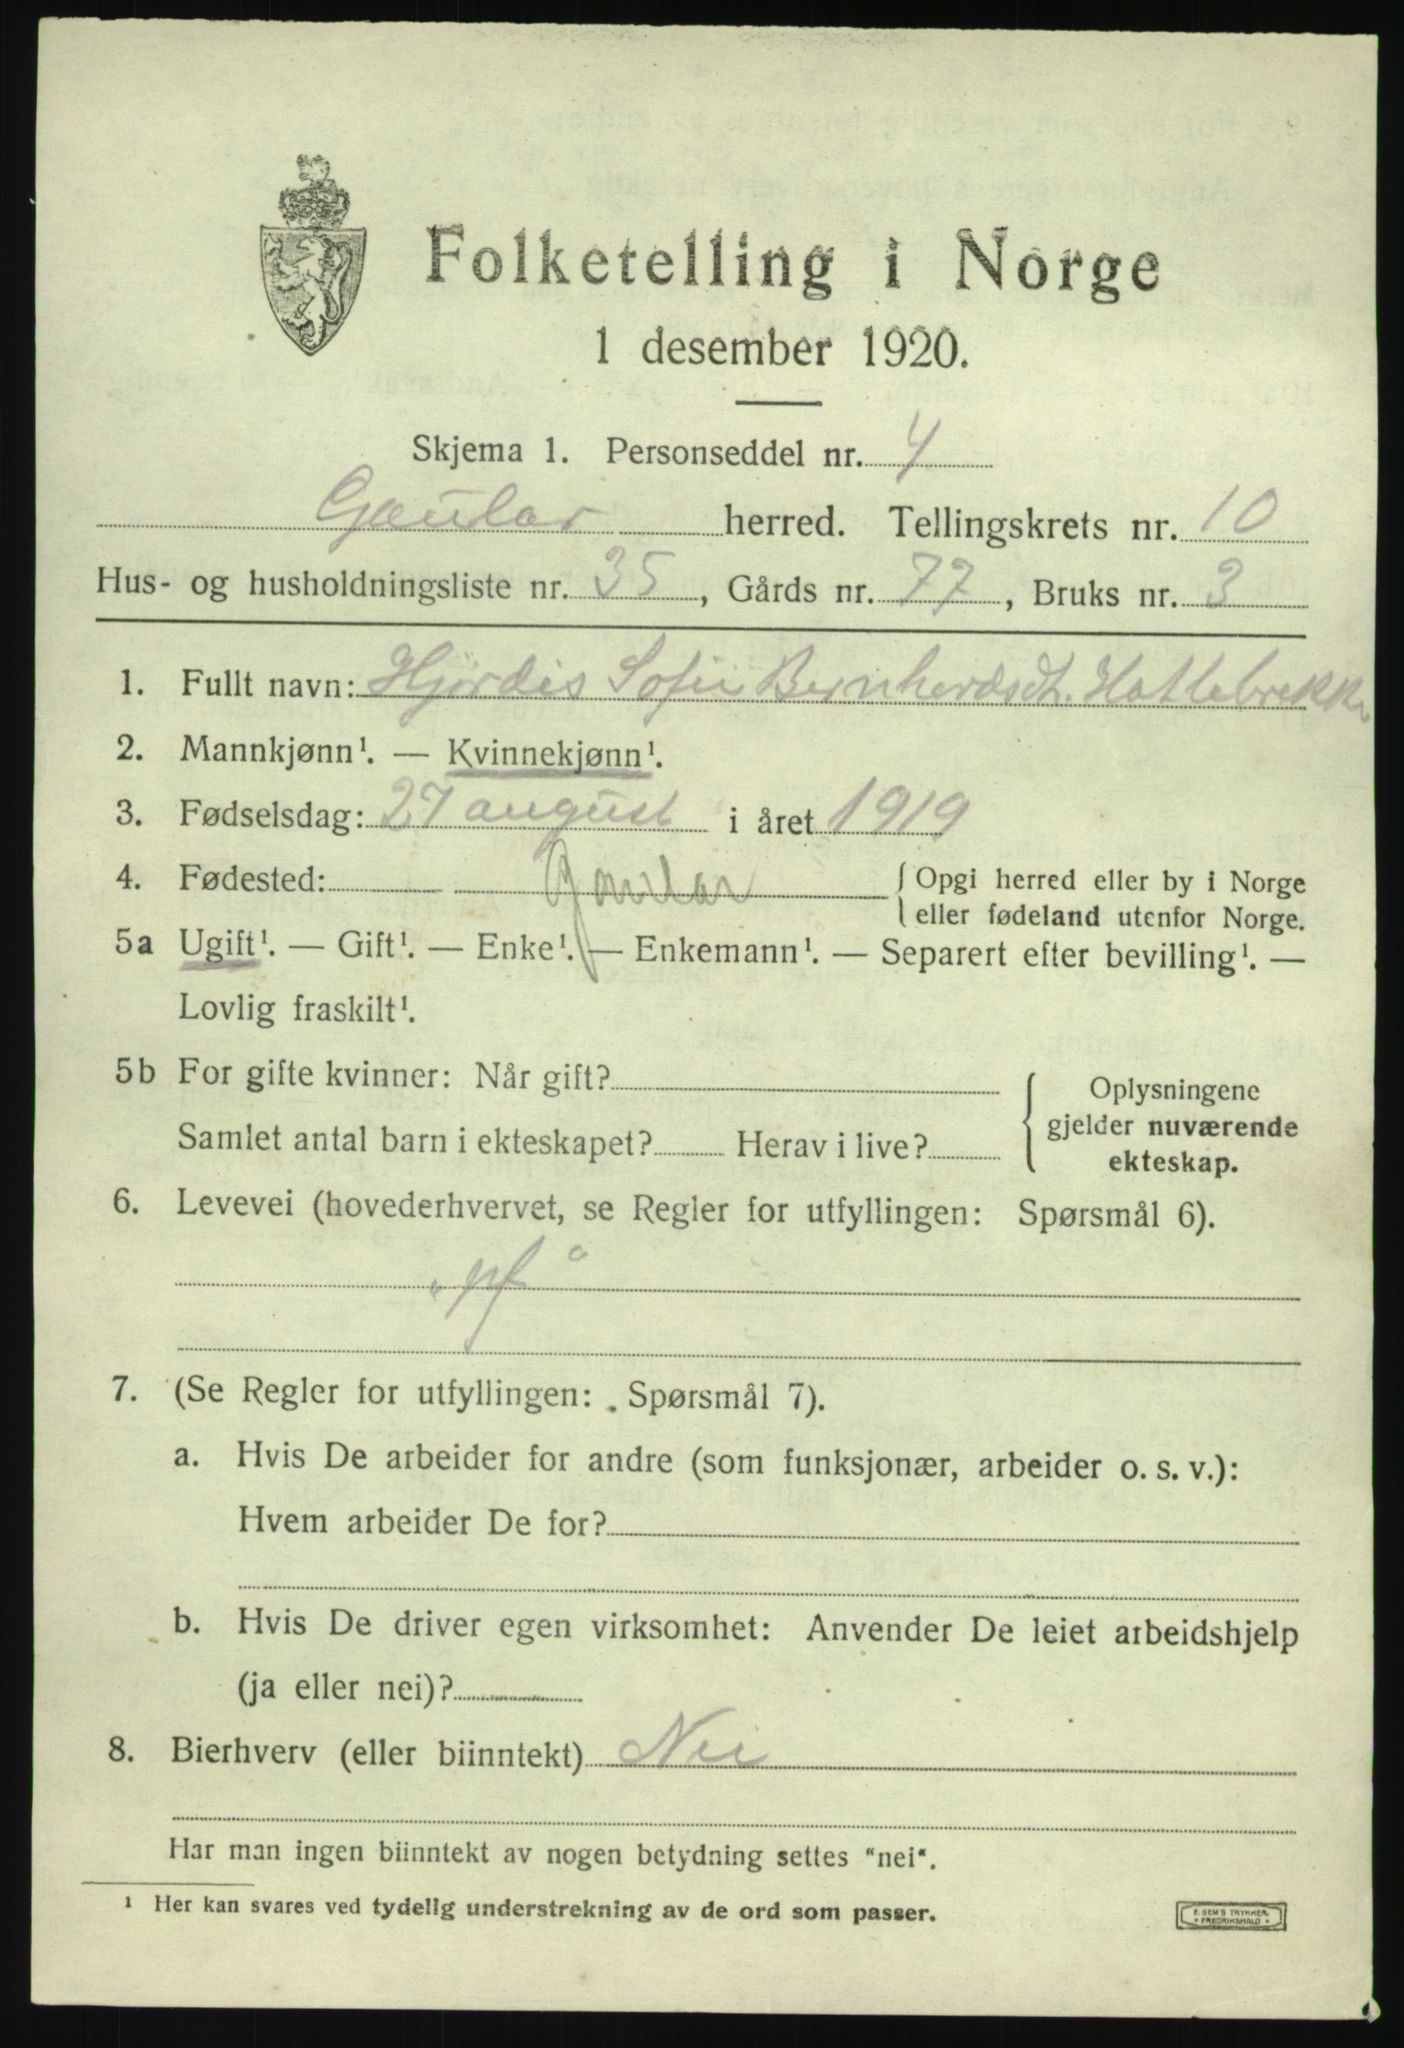 Folketelling i Norge
1 desember 1920.
Skjema 1. Personseddel nr. 4
Gaular herred. Tellingskrets nr. 10
Hus- og husholdningsliste nr. 35, Gårds nr. 77, Bruks nr. 3
1. Fullt navn: Hjørdis Sofie Bernhardsdt. Hattebrekke
2. Mannkjønn¹. — Kvinnekjønn¹.
3. Fødselsdag: 27 august i året 1919
4. Fødested: Gaular { Opgi herred eller by i Norge
eller fødeland utenfor Norge.
5a Ugift¹. — Gift¹. — Enke¹. — Enkemann¹. — Separert efter bevilling¹. —
Lovlig fraskilt¹.
5b For gifte kvinner: Når gift?
Samlet antal barn i ekteskapet? Herav i live?
{ Oplysningene
gjelder nuværende
ekteskap.
6. Levevei (hovederhvervet, se Regler for utfyllingen: Spørsmål 6).
„pf“
7. (Se Regler for utfyllingen: Spørsmål 7).
a. Hvis De arbeider for andre (som funksjonær, arbeider o. s. v.):
Hvem arbeider De for?
b. Hvis De driver egen virksomhet: Anvender De leiet arbeidshjelp
(ja eller nei)?
8. Bierhverv (eller biinntekt) Nei
Har man ingen biinntekt av nogen betydning settes "nei".
¹ Her kan svares ved tydelig understrekning av de ord som passer.
F. SEM'S TRYKKERI.
FREDRIKSHALD